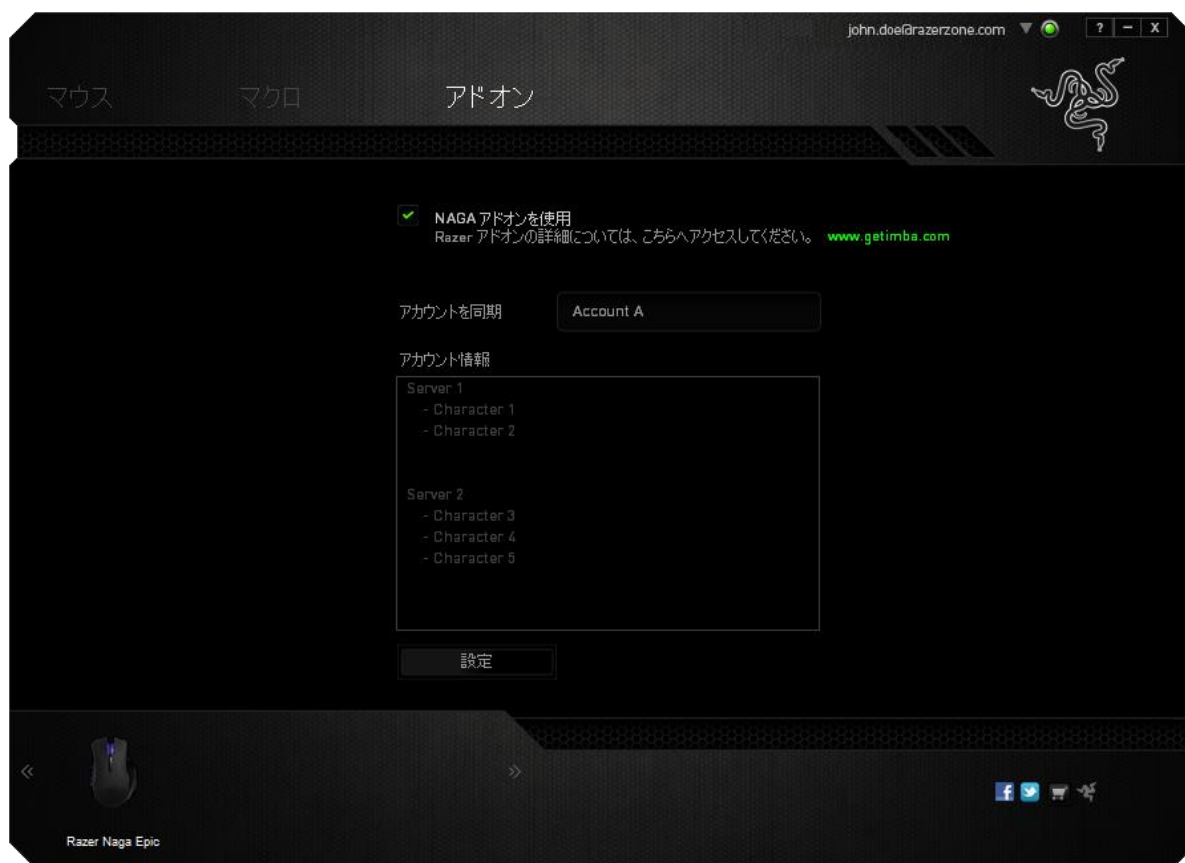 john.doe@razerzone.com
? − X
マウス マクロ アドオン
NAGA アドオンを使用
Razer アドオンの詳細については、こちらへアクセスしてください。 www.getimba.com
アカウントを同期 Account A
アカウント情報
Server 1
- Character 1
- Character 2
Server 2
- Character 3
- Character 4
- Character 5
設定
Razer Naga Epic